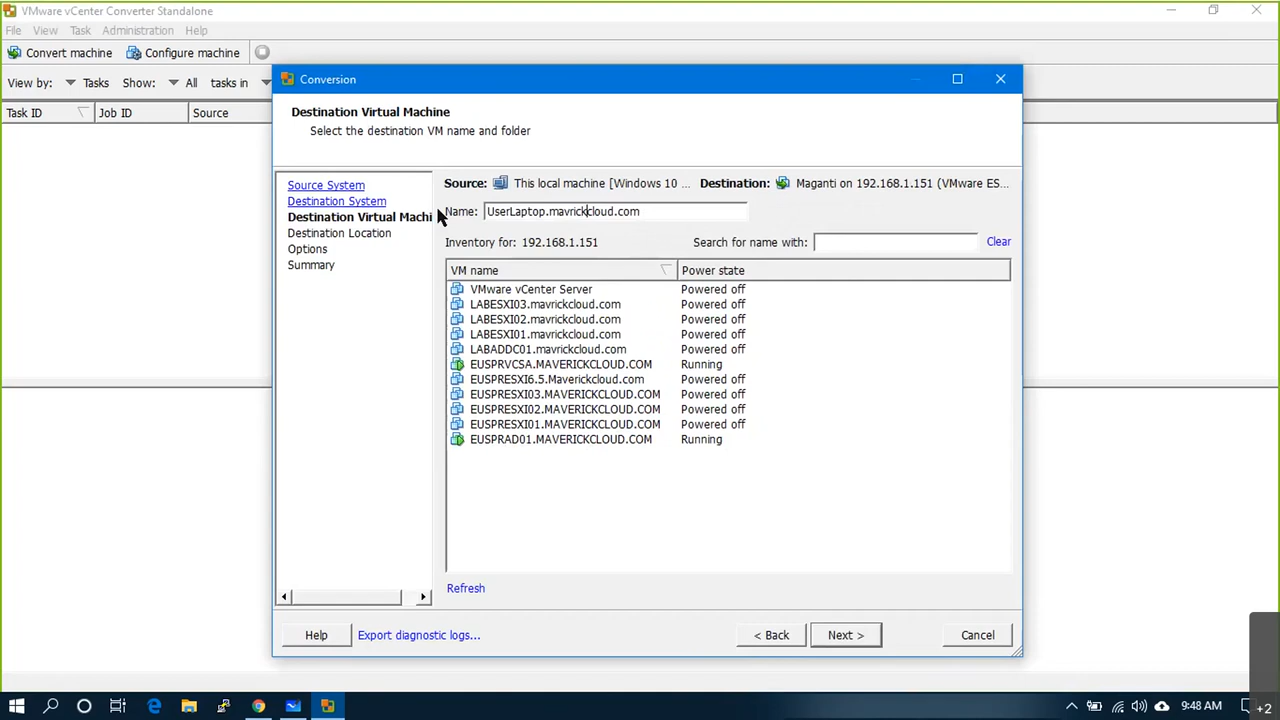 VMware vCenter Converter Standalone
File View Task Administration Help
Convert machine Configure machine
View by: Tasks Show: All tasks in
Task ID Job ID Source
Conversion
Destination Virtual Machine
Select the destination VM name and folder
Source System
Destination System
Destination Virtual Machi
Destination Location
Options
Summary
Source: This local machine [Windows 10 ... Destination: Maganti on 192.168.1.151 (VMware ES...
Name: UserLaptop.mavrickcloud.com
Inventory for: 192.168.1.151 Search for name with: Clear
VM name Power state
VMware vCenter Server Powered off
LABESXI03.mavrickcloud.com Powered off
LABESXI02.mavrickcloud.com Powered off
LABESXI01.mavrickcloud.com Powered off
LABADDC01.mavrickcloud.com Powered off
EUSPRVCSA.MAVERICKCLOUD.COM Running
EUSPRESXI6.5.Maverickcloud.com Powered off
EUSPRESXI03.MAVERICKCLOUD.COM Powered off
EUSPRESXI02.MAVERICKCLOUD.COM Powered off
EUSPRESXI01.MAVERICKCLOUD.COM Powered off
EUSPRAD01.MAVERICKCLOUD.COM Running
Refresh
Help Export diagnostic logs... < Back Next > Cancel
9:48 AM +2